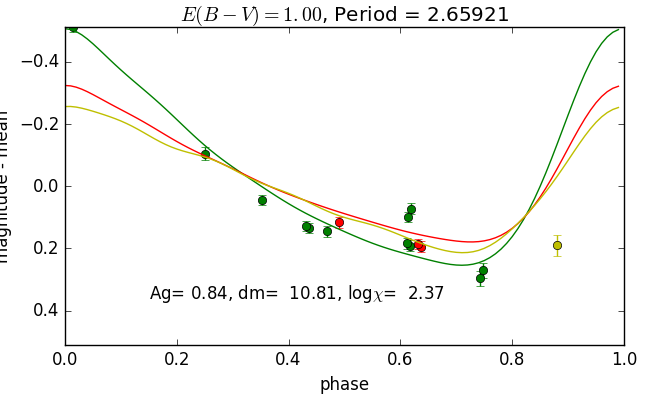 E(B − V) = 1.00, Period = 2.65921
magnitude - mean
−0.4
−0.2
0.0
0.2
0.4
Ag= 0.84, dm= 10.81, logχ= 2.37
0.0 0.2 0.4 0.6 0.8 1.0
phase